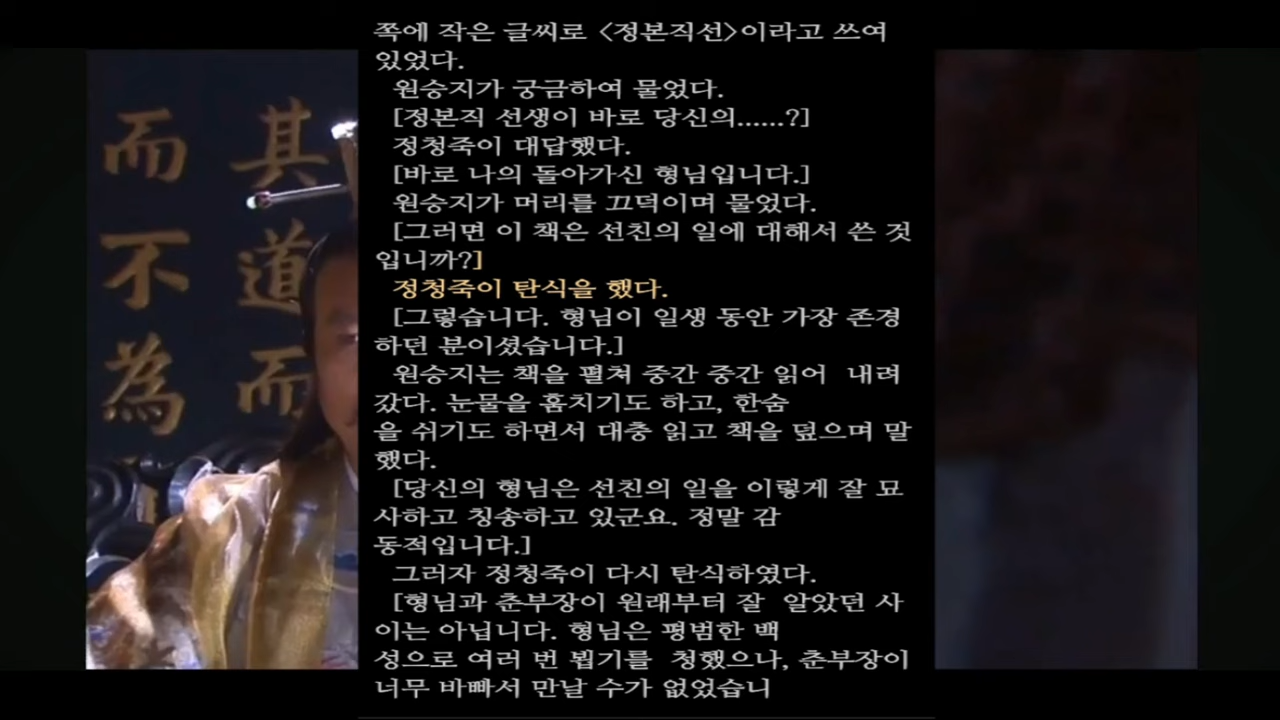 쪽에 작은 글씨로 <정본직선>이라고 쓰여
있었다.
원승지가 궁금하여 물었다.
[정본직 선생이 바로 당신의......?]
정청죽이 대답했다.
[바로 나의 돌아가신 형님입니다.]
원승지가 머리를 끄덕이며 물었다.
[그러면 이 책은 선친의 일에 대해서 쓴 것
입니까?]
정청죽이 탄식을 했다.
[그렇습니다. 형님이 일생 동안 가장 존경
하던 분이셨습니다.]
원승지는 책을 펼쳐 중간 중간 읽어 내려
갔다. 눈물을 훔치기도 하고, 한숨
을 쉬기도 하면서 대충 읽고 책을 덮으며 말
했다.
[당신의 형님은 선친의 일을 이렇게 잘 묘
사하고 칭송하고 있군요. 정말 감
동적입니다.]
그러자 정청죽이 다시 탄식하였다.
[형님과 춘부장이 원래부터 잘 알았던 사
이는 아닙니다. 형님은 평범한 백
성으로 여러 번 뵙기를 청했으나, 춘부장이
너무 바빠서 만날 수가 없었습니
其道而
而不為